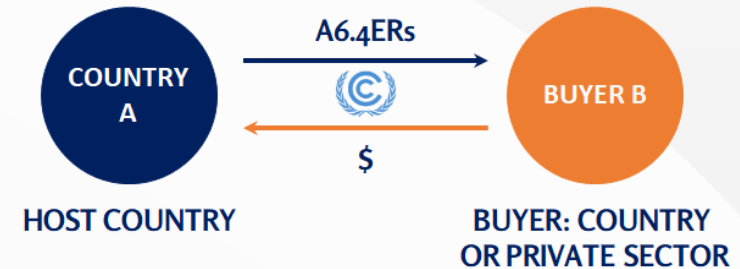 A6.4ERs
COUNTRY
A
BUYER B
$
HOST COUNTRY
BUYER: COUNTRY
OR PRIVATE SECTOR